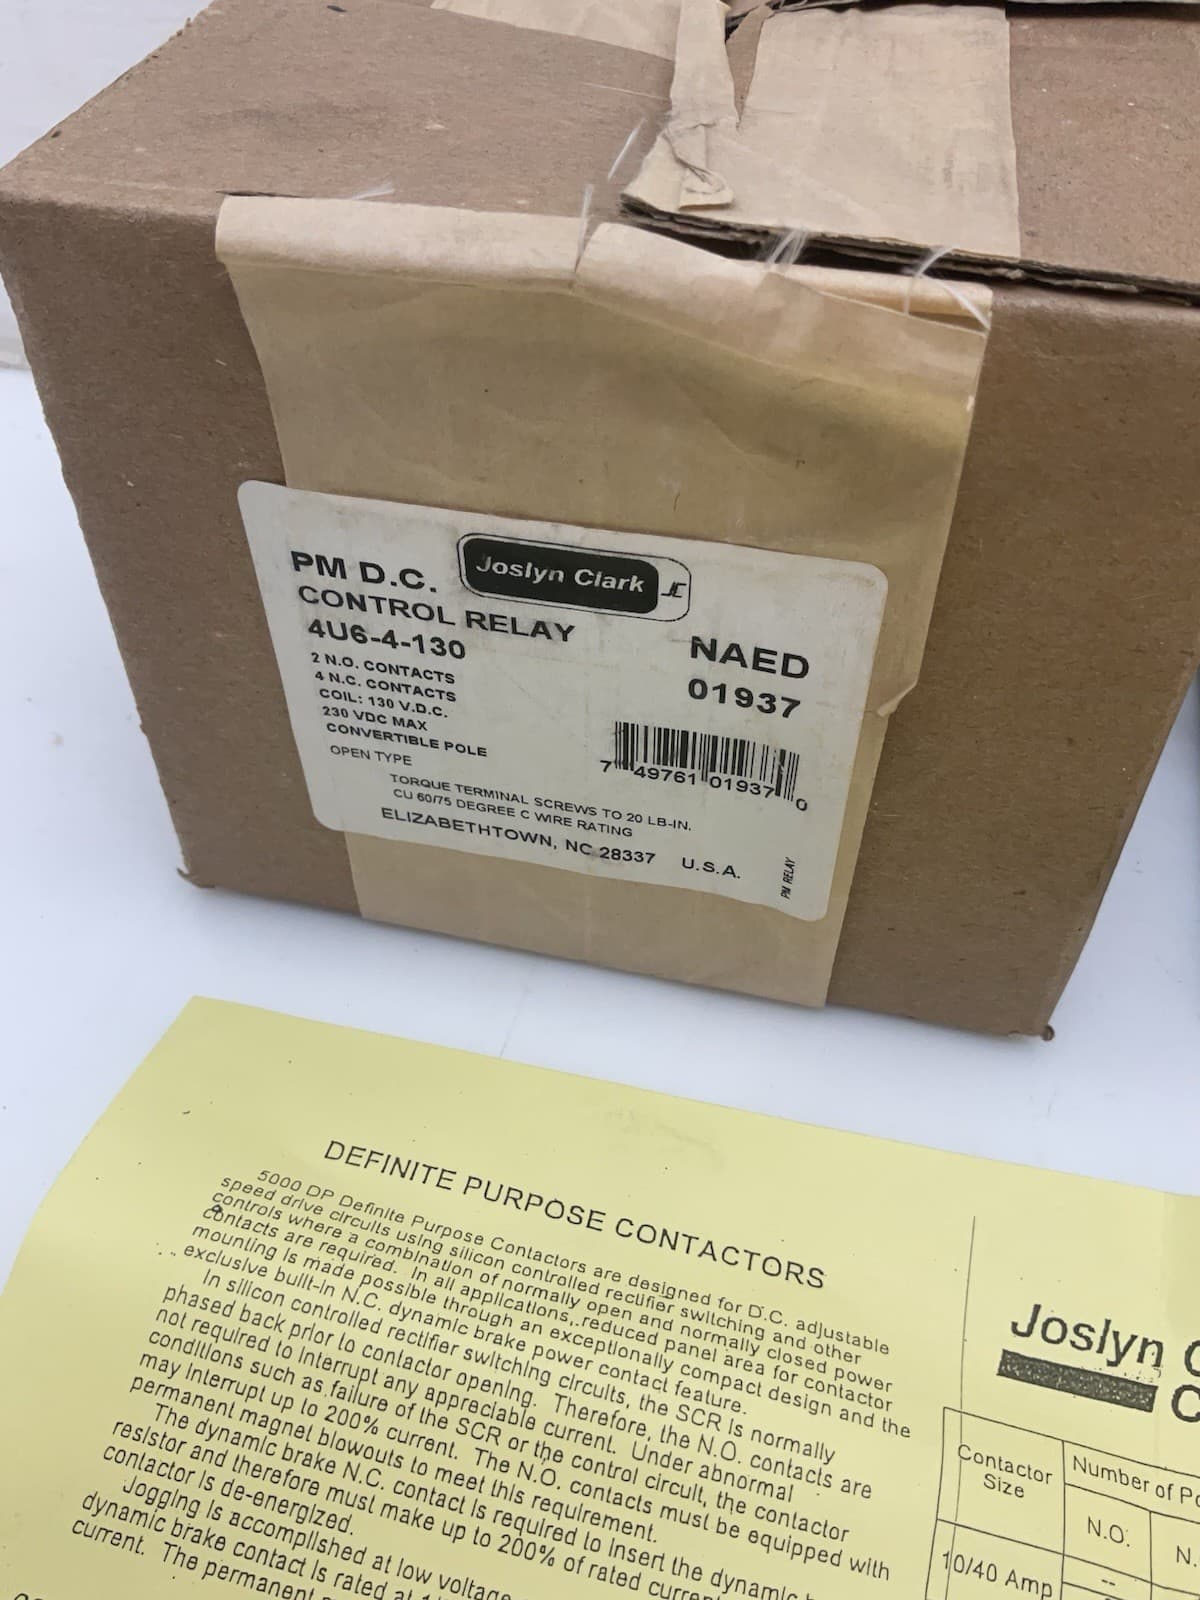 Joslyn Clark JC
PM D.C.
CONTROL RELAY
4U6-4-130
2 N.O. CONTACTS
4 N.C. CONTACTS
COIL: 130 V.D.C.
230 VDC MAX
CONVERTIBLE POLE
OPEN TYPE
NAED
01937
7 49761 01937 0
TORQUE TERMINAL SCREWS TO 20 LB-IN.
CU 60/75 DEGREE C WIRE RATING
ELIZABETHTOWN, NC 28337 U.S.A.
PM RELAY
DEFINITE PURPOSE CONTACTORS
5000 DP Definite Purpose Contactors are designed for D.C. adjustable
speed drive circuits using silicon controlled rectifier switching and other
controls where a combination of normally open and normally closed power
contacts are required. In all applications, reduced panel area for contactor
mounting is made possible through an exceptionally compact design and the
exclusive built-in N.C. dynamic brake power contact feature.
In silicon controlled rectifier switching circuits, the SCR is normally
phased back prior to contactor opening. Therefore, the N.O. contacts are
not required to interrupt any appreciable current. Under abnormal
conditions such as failure of the SCR or the control circuit, the contactor
may interrupt up to 200% current. The N.O. contacts must be equipped with
permanent magnet blowouts to meet this requirement.
The dynamic brake N.C. contact is required to insert the dynamic
resistor and therefore must make up to 200% of rated
contactor is de-energized.
Jogging is accomplished at low
dynamic brake contact is rated
current. The permanent
Joslyn
Contactor
Size
Number of
N.O.
N.
10/40 Amp
--